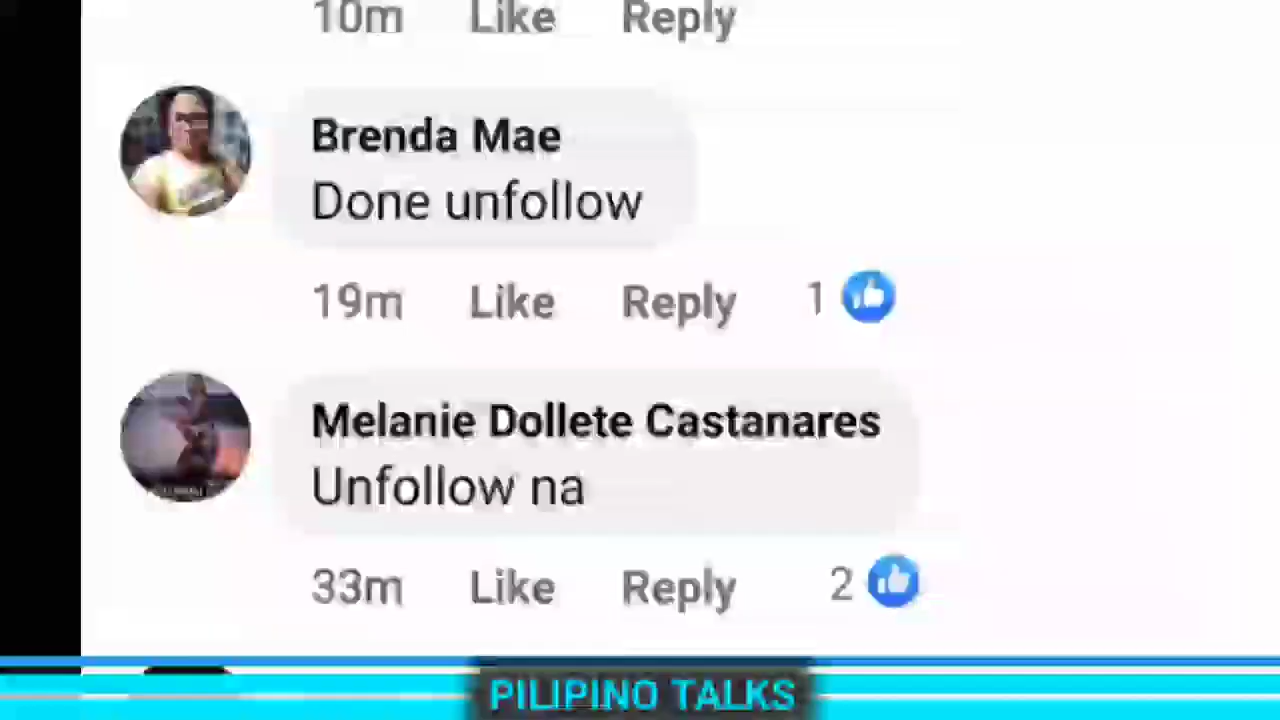 10m Like Reply
Brenda Mae
Done unfollow
19m Like Reply 1
Melanie Dollete Castanares
Unfollow na
33m Like Reply 2
PILIPINO TALKS